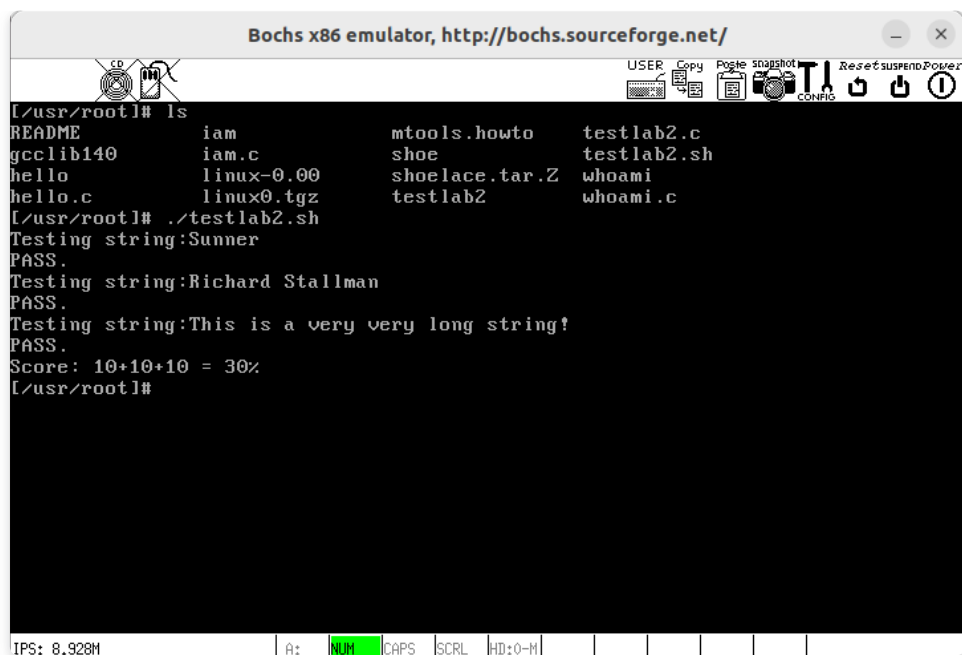 Bochs x86 emulator, http://bochs.sourceforge.net/
CD USER Copy Paste snapshot CONFIG Reset SUSPEND Power
[/usr/root]# ls
README iam mtools.howto testlab2.c
gcclib140 iam.c shoe testlab2.sh
hello linux-0.00 shoelace.tar.Z whoami
hello.c linux0.tgz testlab2 whoami.c
[/usr/root]# ./testlab2.sh
Testing string:Sunner
PASS.
Testing string:Richard Stallman
PASS.
Testing string:This is a very very long string!
PASS.
Score: 10+10+10 = 30%
[/usr/root]#
IPS: 8.928M A: NUM CAPS SCRL HD:0-M